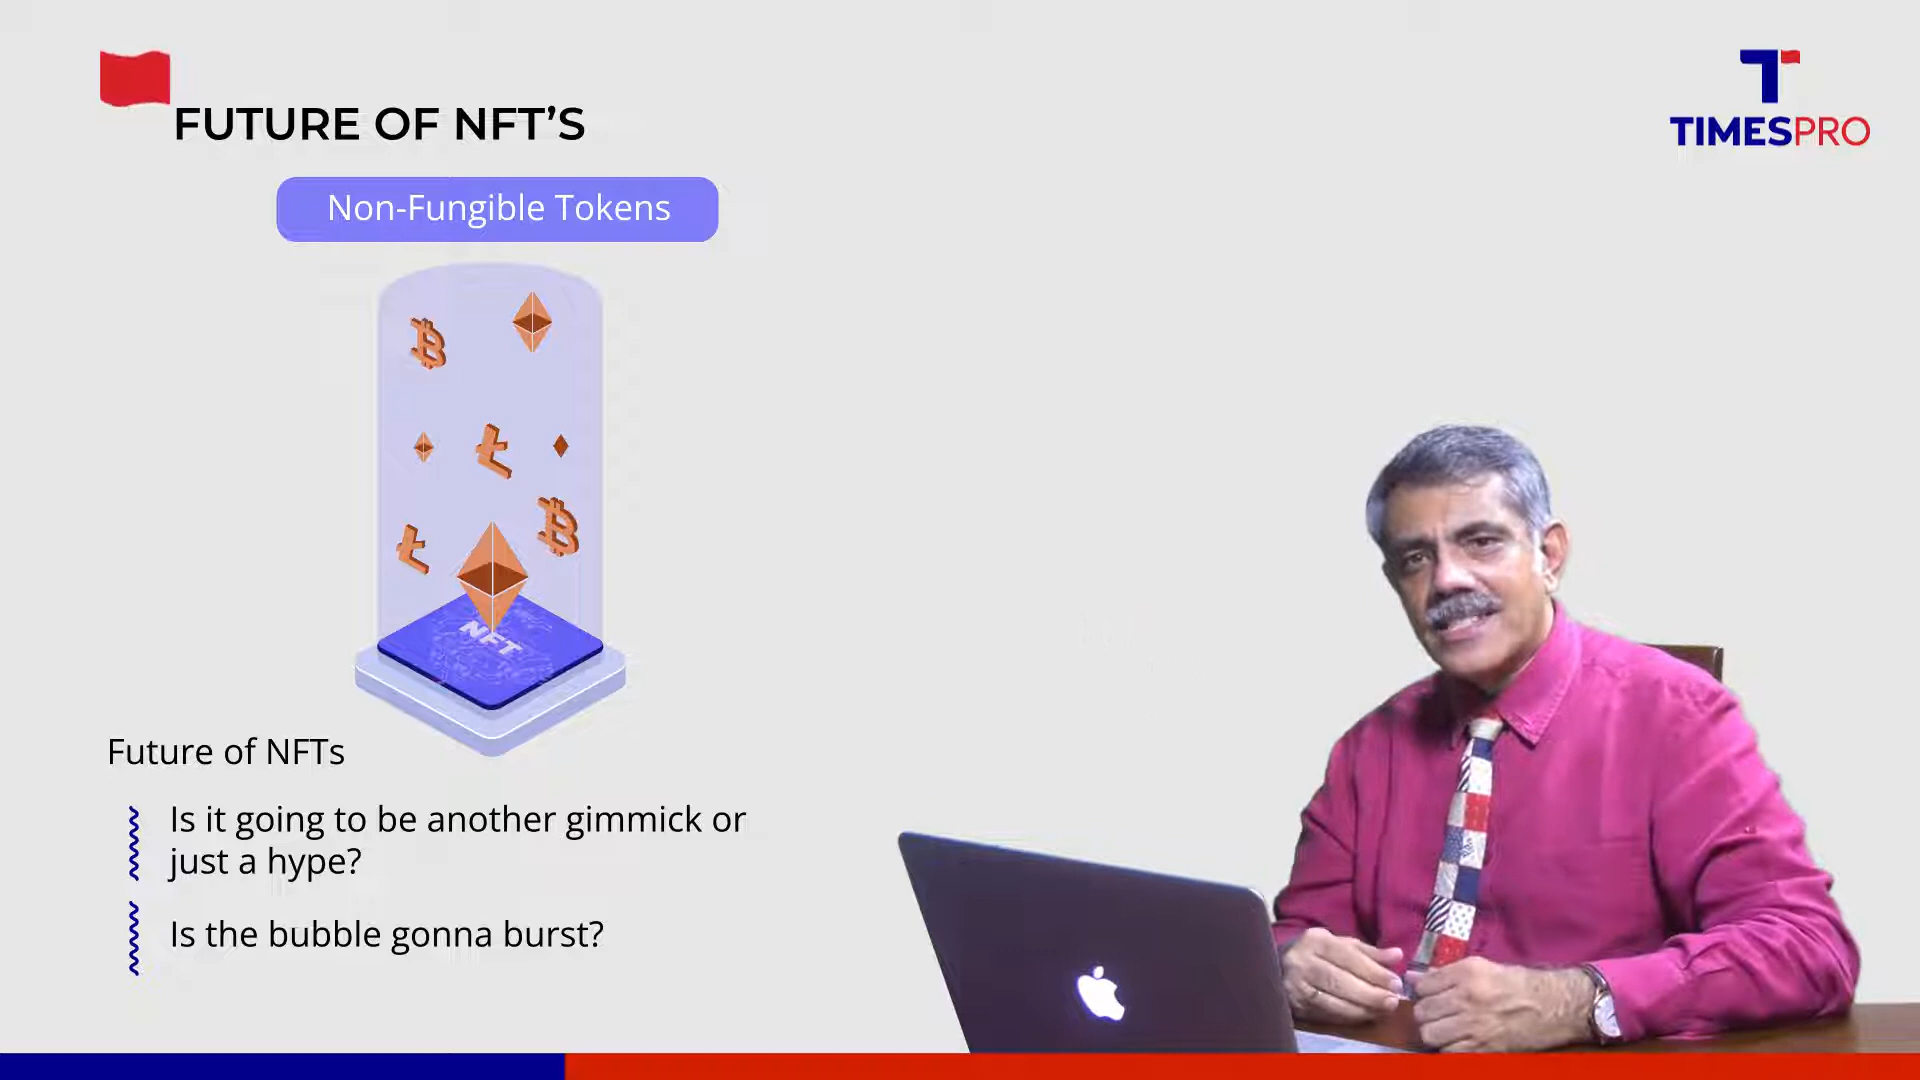 FUTURE OF NFT’S
TIMESPRO
Non-Fungible Tokens
NFT
Future of NFTs
Is it going to be another gimmick or
just a hype?
Is the bubble gonna burst?